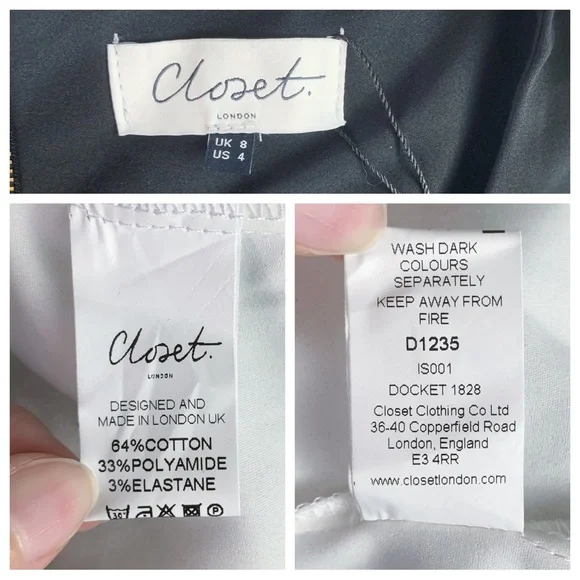 Closet.
LONDON
UK 8
US 4
Closet.
LONDON
DESIGNED AND
MADE IN LONDON UK
64%COTTON
33%POLYAMIDE
3%ELASTANE
30°
P
WASH DARK
COLOURS
SEPARATELY
KEEP AWAY FROM
FIRE
D1235
IS001
DOCKET 1828
Closet Clothing Co Ltd
36-40 Copperfield Road
London, England
E3 4RR
www.closetlondon.com